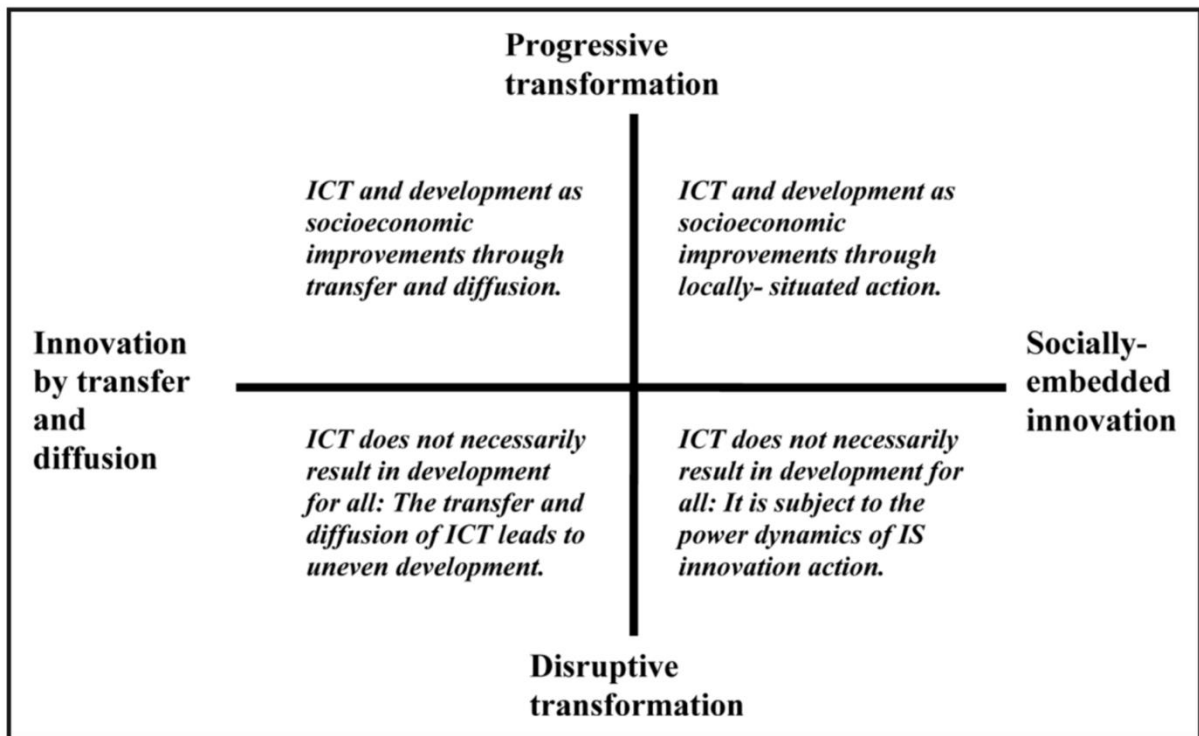 Progressive
transformation
ICT and development as
socioeconomic
improvements through
transfer and diffusion.
ICT and development as
socioeconomic
improvements through
locally- situated action.
Innovation
by transfer
and
diffusion
Socially-
embedded
innovation
ICT does not necessarily
result in development
for all: The transfer and
diffusion of ICT leads to
uneven development.
ICT does not necessarily
result in development for
all: It is subject to the
power dynamics of IS
innovation action.
Disruptive
transformation